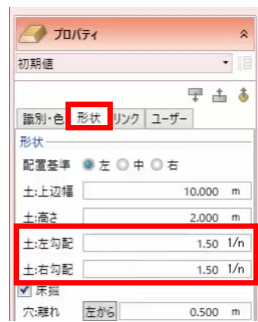 プロパティ
初期値
識別・色 形状 リンク ユーザー
形状
配置基準 左 中 右
土:上辺幅 10.000 m
土:高さ 2.000 m
土:左勾配 1.50 1/n
土:右勾配 1.50 1/n
床掘
穴:離れ 左から 0.500 m